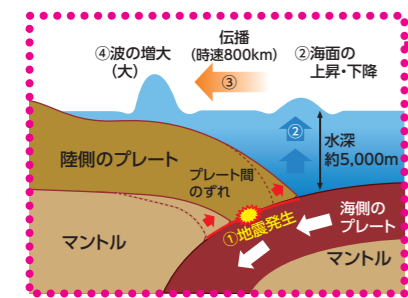 ④波の増大
(大)
伝播
(時速800km)
③
②海面の
上昇・下降
②
水深
約5,000m
陸側のプレート
プレート間
のずれ
①地震発生
海側の
プレート
マントル
マントル